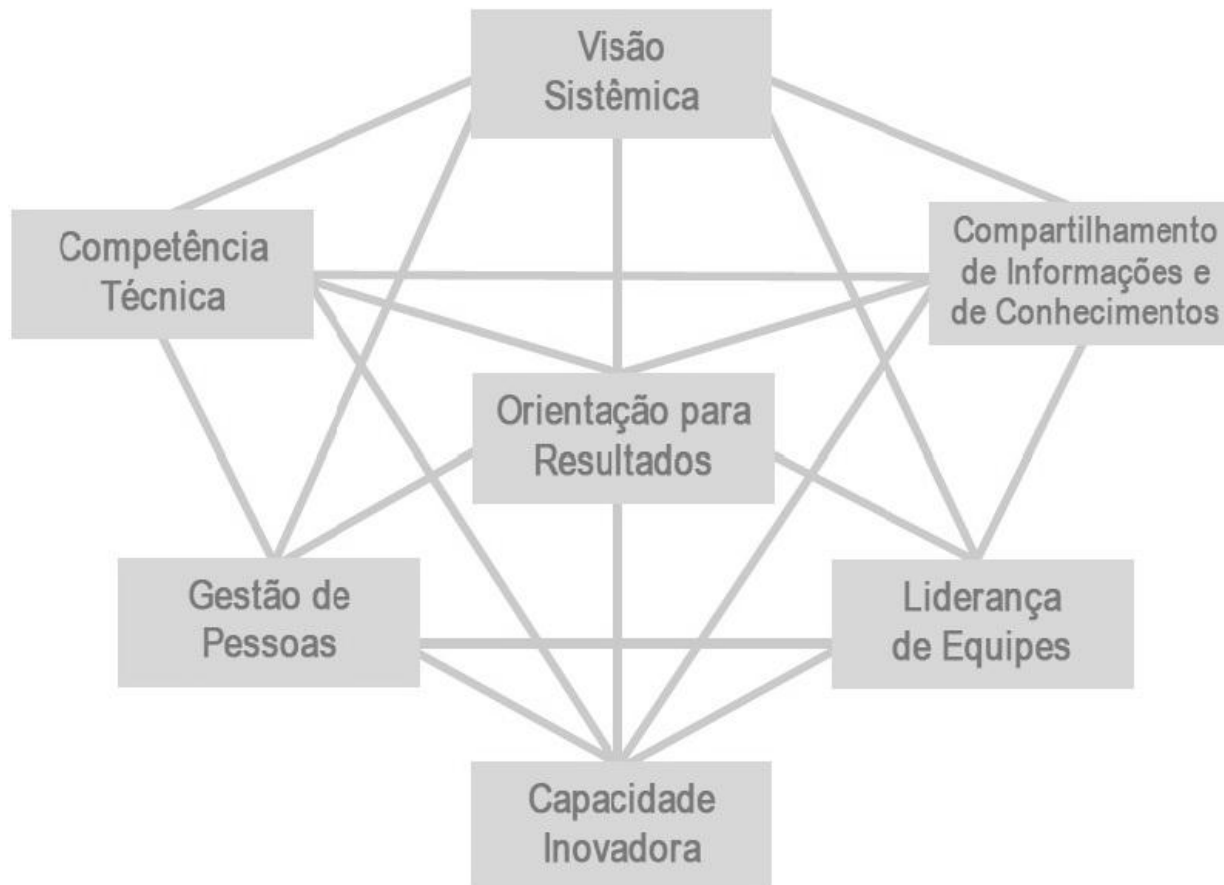 Visão
Sistêmica
Competência
Técnica
Compartilhamento
de Informações e
de Conhecimentos
Orientação para
Resultados
Gestão de
Pessoas
Liderança
de Equipes
Capacidade
Inovadora